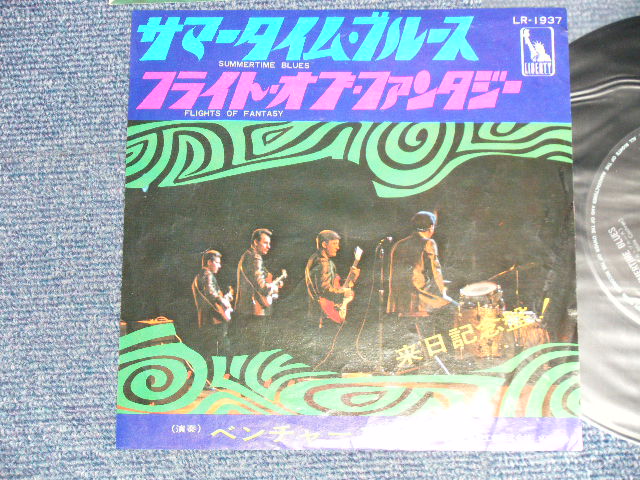 LR-1937
サマータイム・ブルース
SUMMERTIME BLUES
LIBERTY
フライト・オブ・ファンタジー
FLIGHTS OF FANTASY
来日記念盤!
(演奏) ベンチャー